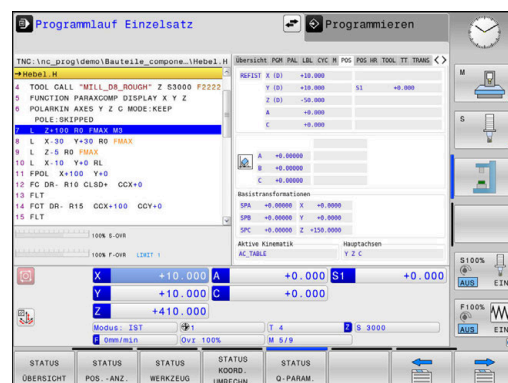 Programmlauf Einzelsatz
Programmieren
TNC:\nc_prog\demo\Bauteile_compone…\Hebel.H
→Hebel.H
4 TOOL CALL "MILL_D8_ROUGH" Z S3000 F2222
5 FUNCTION PARAXCOMP DISPLAY X Y Z
6 POLARKIN AXES Y Z C MODE:KEEP
POLE:SKIPPED
7 L Z+100 R0 FMAX M3
8 L X-30 Y+30 R0 FMAX
9 L Z-5 R0 FMAX
10 L X-10 Y+0 RL
11 FPOL X+100 Y+0
12 FC DR- R10 CLSD+ CCX+0
13 FLT
14 FCT DR- R15 CCX+100 CCY+0
15 FLT
100% S-OVR
100% F-OVR LIMIT 1
Übersicht PGM PAL LBL CYC M POS POS HR TOOL TT TRANS
REFIST X (D) +10.000
Y (D) +10.000 S1 +0.000
Z (D) -50.000
A +0.000
C +0.000
A +0.00000
B +0.00000
C +0.00000
Basistransformationen
SPA +0.00000 X +0.0000
SPB +0.00000 Y +0.0000
SPC +0.00000 Z +150.0000
Aktive Kinematik Hauptachsen
AC_TABLE Y Z C
X +10.000 A +0.000 S1 +0.000
Y +10.000 C +0.000
Z +410.000
Modus: IST 1 T 4 Z S 3000
F 0mm/min Ovr 100% M 5/9
M
S
S100%
AUS EIN
F100%
AUS EIN
STATUS ÜBERSICHT
STATUS POS.-ANZ.
STATUS WERKZEUG
STATUS KOORD. UMRECHN.
STATUS Q-PARAM.